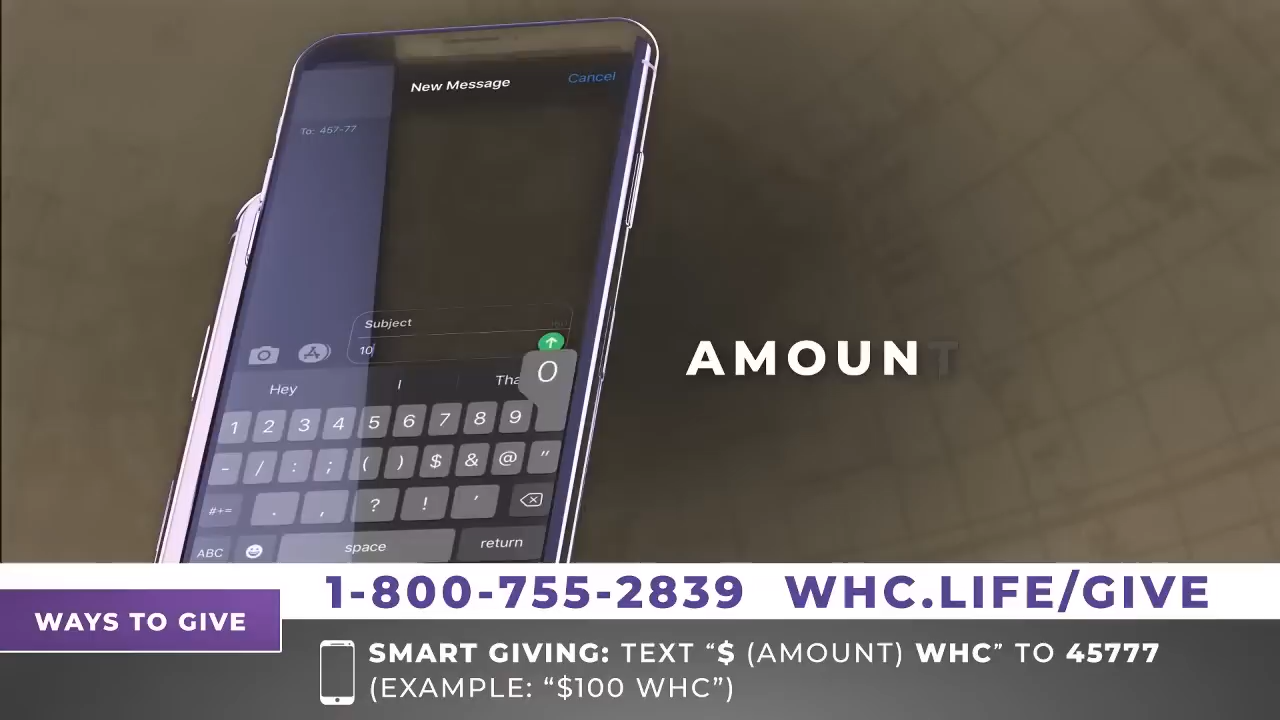 New Message
Cancel
To: 457-77
Subject
10
AMOUNT
0
Hey I
1 2 3 4 5 6 7 8 9
- / : ; ( ) $ & @ "
#+= . , ? ! '
ABC space return
1-800-755-2839 WHC.LIFE/GIVE
WAYS TO GIVE
SMART GIVING: TEXT “$ (AMOUNT) WHC” TO 45777
(EXAMPLE: “$100 WHC”)